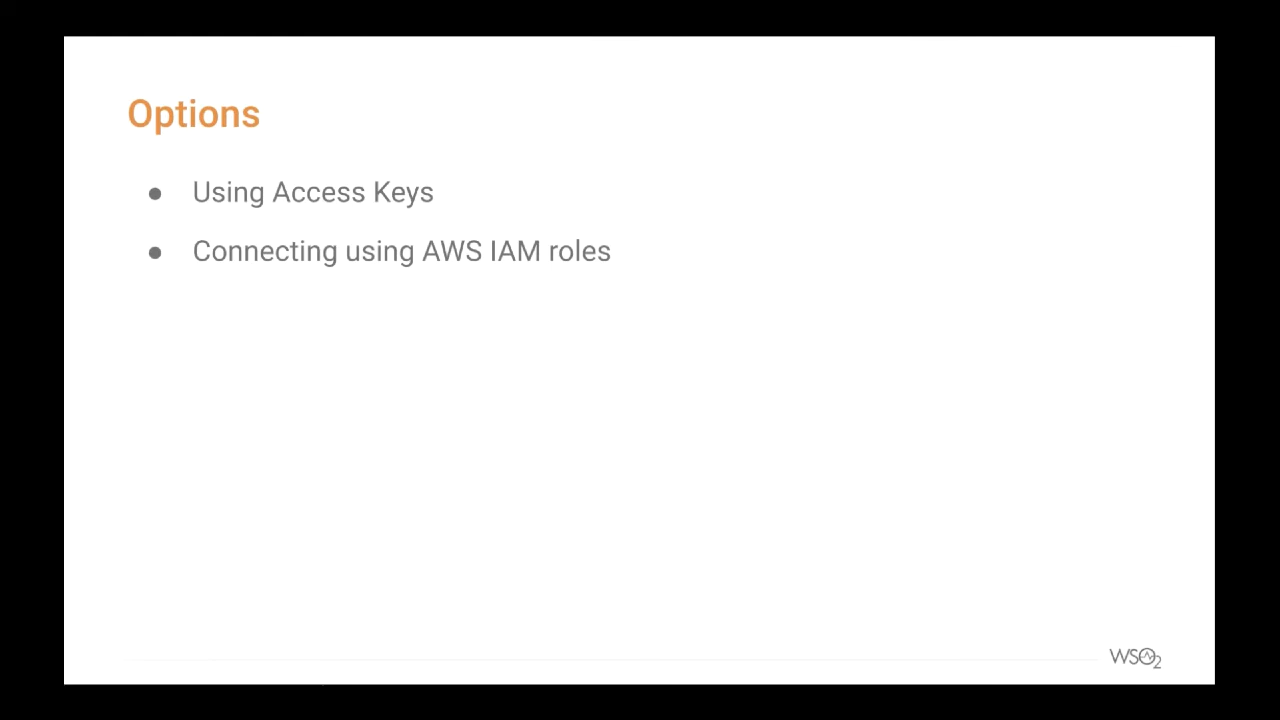 Options
● Using Access Keys
● Connecting using AWS IAM roles
WSO2